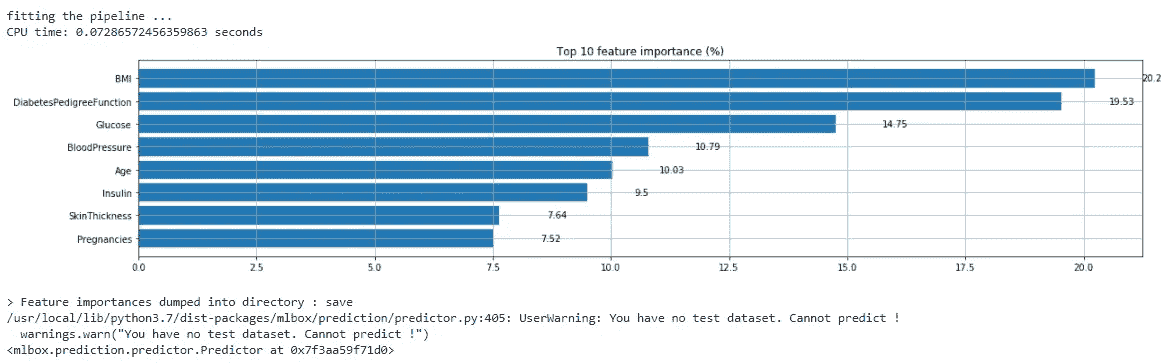 fitting the pipeline ...
CPU time: 0.07286572456359863 seconds
Top 10 feature importance (%)
BMI 20.2
DiabetesPedigreeFunction 19.53
Glucose 14.75
BloodPressure 10.79
Age 10.03
Insulin 9.5
SkinThickness 7.64
Pregnancies 7.52
0.0 2.5 5.0 7.5 10.0 12.5 15.0 17.5 20.0
> Feature importances dumped into directory : save
/usr/local/lib/python3.7/dist-packages/mlbox/prediction/predictor.py:405: UserWarning: You have no test dataset. Cannot predict !
warnings.warn("You have no test dataset. Cannot predict !")
<mlbox.prediction.predictor.Predictor at 0x7f3aa59f71d0>